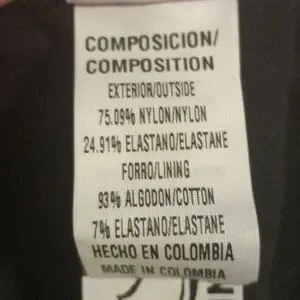 COMPOSICION/
COMPOSITION
EXTERIOR/OUTSIDE
75.09% NYLON/NYLON
24.91% ELASTANO/ELASTANE
FORRO/LINING
93% ALGODON/COTTON
7% ELASTANO/ELASTANE
HECHO EN COLOMBIA
MADE IN COLOMBIA